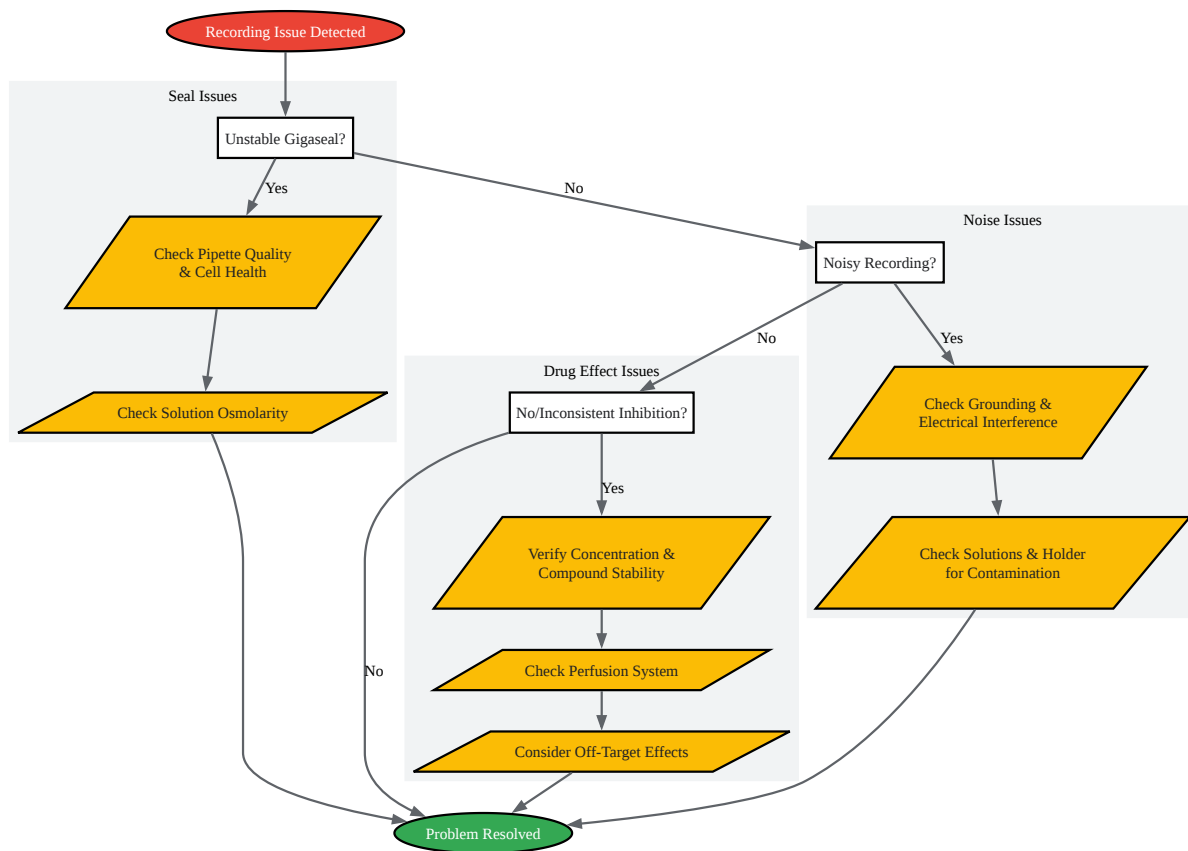 Recording Issue Detected
Seal Issues
Unstable Gigaseal?
Yes
No
Check Pipette Quality
& Cell Health
Check Solution Osmolarity
Noise Issues
Noisy Recording?
No
Yes
Check Grounding &
Electrical Interference
Check Solutions & Holder
for Contamination
Drug Effect Issues
No/Inconsistent Inhibition?
Yes
No
Verify Concentration &
Compound Stability
Check Perfusion System
Consider Off-Target Effects
Problem Resolved